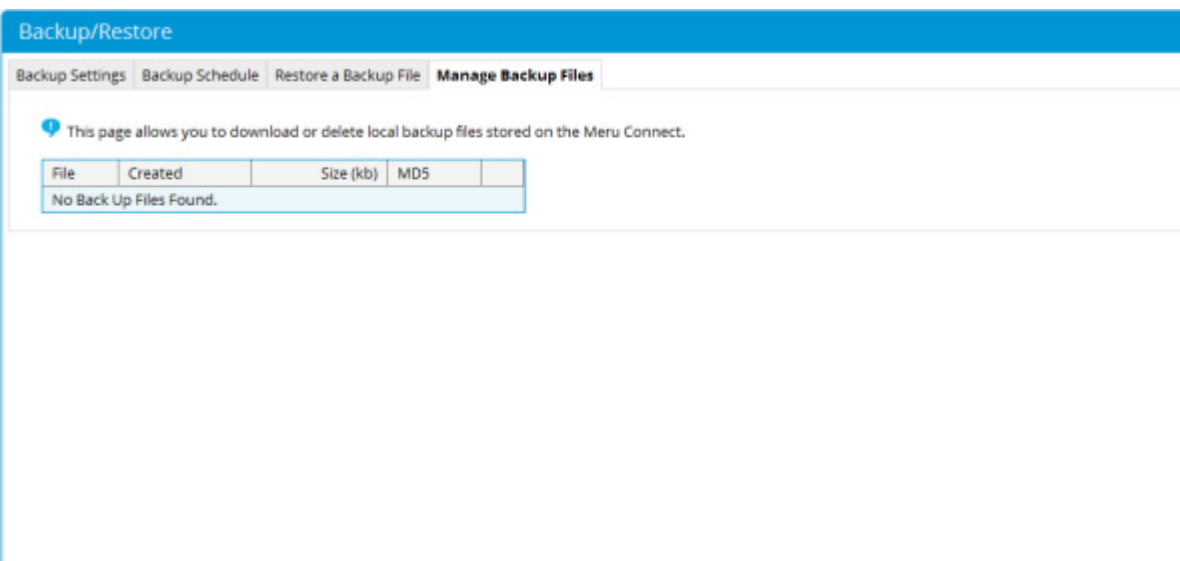 Backup/Restore
Backup Settings Backup Schedule Restore a Backup File Manage Backup Files
This page allows you to download or delete local backup files stored on the Meru Connect.
File Created Size (kb) MD5
No Back Up Files Found.